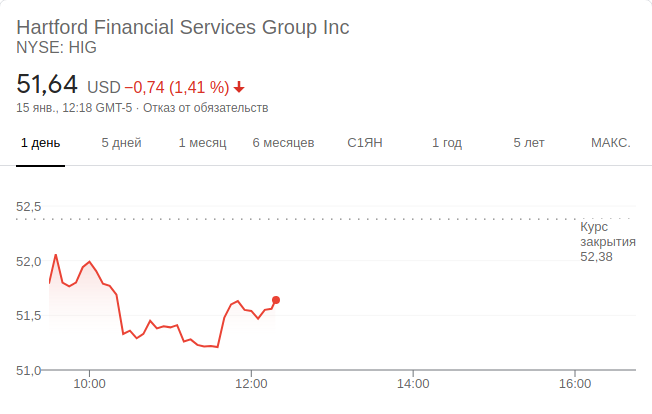 Hartford Financial Services Group Inc
NYSE: HIG
51,64 USD −0,74 (1,41 %)
15 янв., 12:18 GMT-5 · Отказ от обязательств
1 день 5 дней 1 месяц 6 месяцев С1ЯН 1 год 5 лет МАКС.
52,5
Курс
закрытия
52,38
52,0
51,5
51,0
10:00 12:00 14:00 16:00